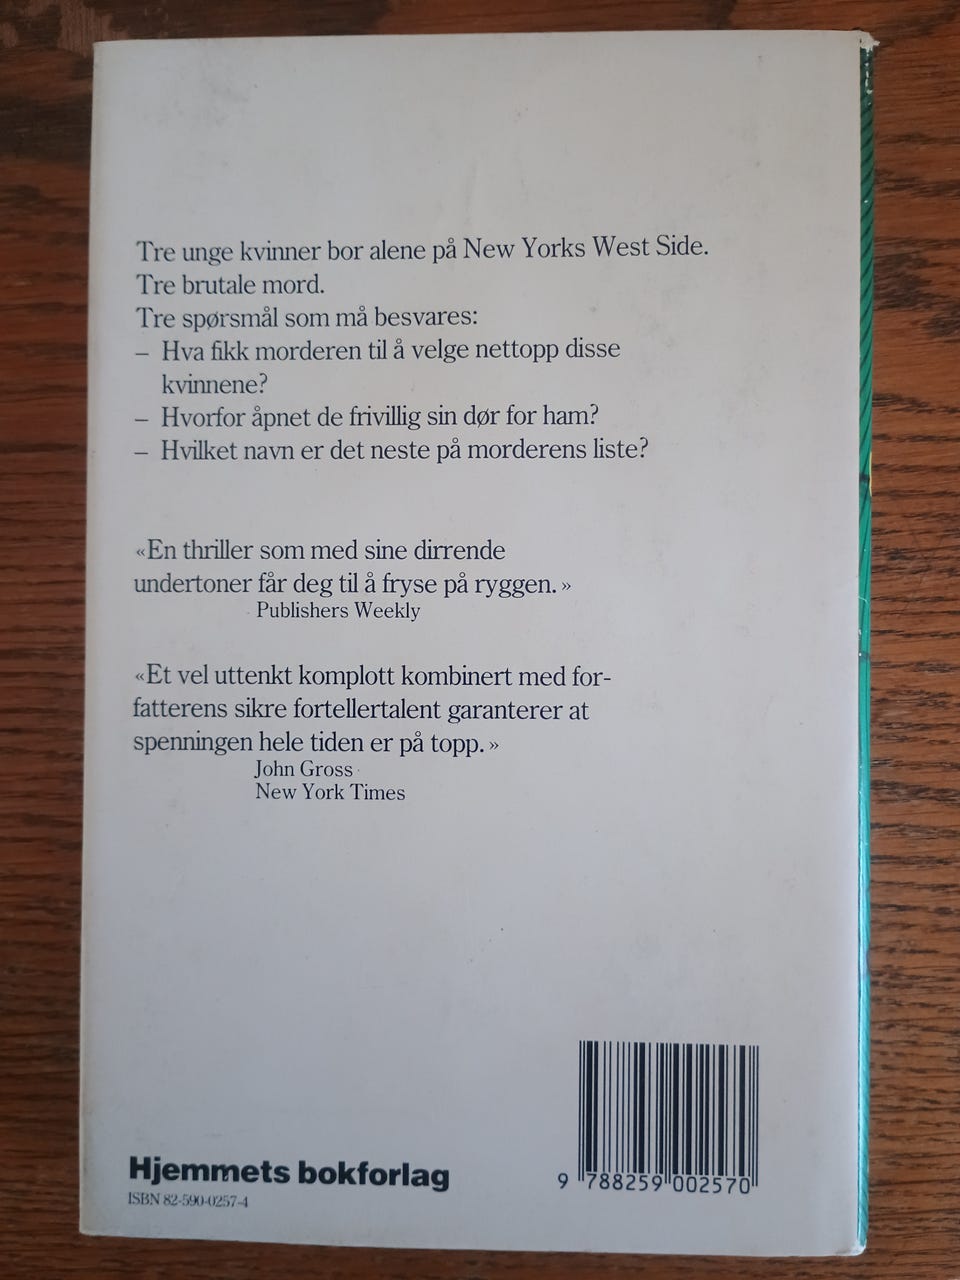 Tre unge kvinner bor alene på New Yorks West Side.
Tre brutale mord.
Tre spørsmål som må besvares:
– Hva fikk morderen til å velge nettopp disse
kvinnene?
– Hvorfor åpnet de frivillig sin dør for ham?
– Hvilket navn er det neste på morderens liste?
«En thriller som med sine dirrende
undertoner får deg til å fryse på ryggen.»
Publishers Weekly
«Et vel uttenkt komplott kombinert med for-
fatterens sikre fortellertalent garanterer at
spenningen hele tiden er på topp.»
John Gross
New York Times
Hjemmets bokforlag
ISBN 82-590-0257-4
9 788259 002570